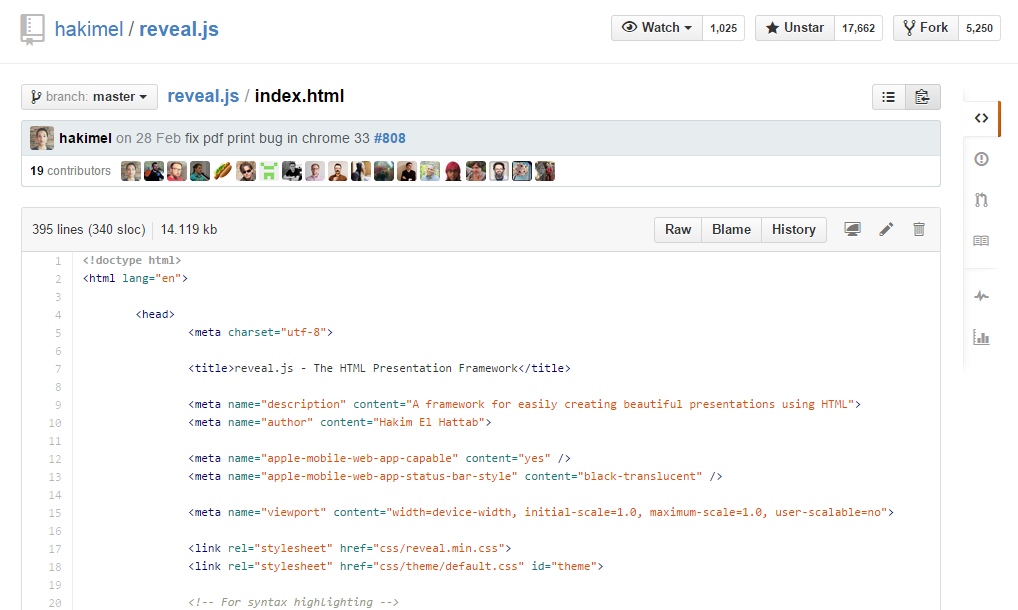 hakimel / reveal.js
Watch 1,025 Unstar 17,662 Fork 5,250
branch: master reveal.js / index.html
hakimel on 28 Feb fix pdf print bug in chrome 33 #808
19 contributors
395 lines (340 sloc) 14.119 kb Raw Blame History
1 <!doctype html>
2 <html lang="en">
3
4 <head>
5 <meta charset="utf-8">
6
7 <title>reveal.js - The HTML Presentation Framework</title>
8
9 <meta name="description" content="A framework for easily creating beautiful presentations using HTML">
10 <meta name="author" content="Hakim El Hattab">
11
12 <meta name="apple-mobile-web-app-capable" content="yes" />
13 <meta name="apple-mobile-web-app-status-bar-style" content="black-translucent" />
14
15 <meta name="viewport" content="width=device-width, initial-scale=1.0, maximum-scale=1.0, user-scalable=no">
16
17 <link rel="stylesheet" href="css/reveal.min.css">
18 <link rel="stylesheet" href="css/theme/default.css" id="theme">
19
20 <!-- For syntax highlighting -->